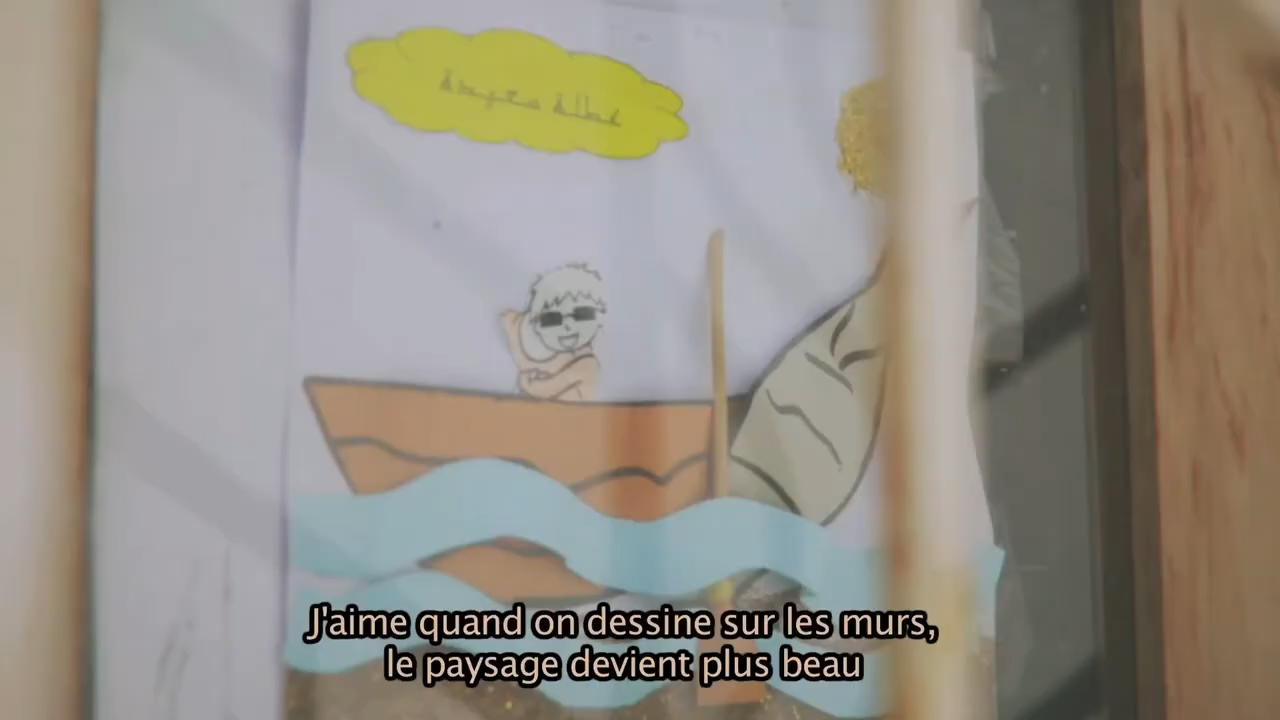 J'aime quand on dessine sur les murs,
le paysage devient plus beau